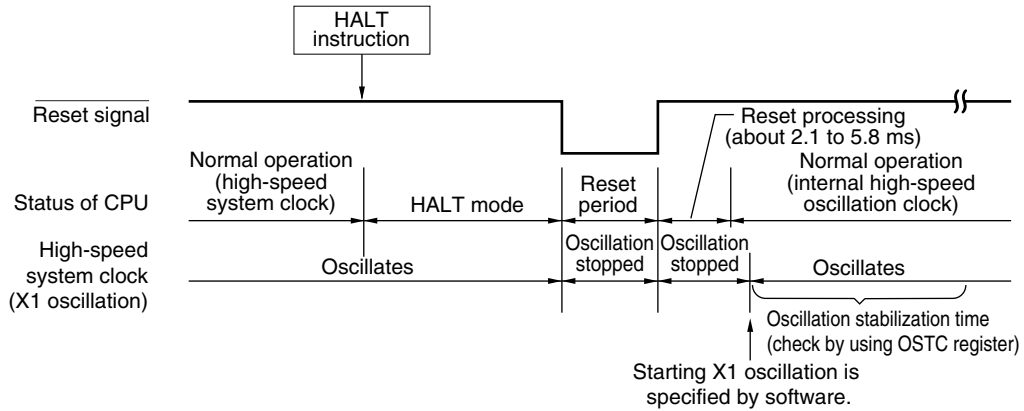 HALT
instruction
Reset signal
Reset processing
(about 2.1 to 5.8 ms)
Status of CPU
Normal operation
(high-speed
system clock)
HALT mode
Reset
period
Normal operation
(internal high-speed
oscillation clock)
High-speed
system clock
(X1 oscillation)
Oscillates
Oscillation
stopped
Oscillation
stopped
Oscillates
Oscillation stabilization time
(check by using OSTC register)
Starting X1 oscillation is
specified by software.